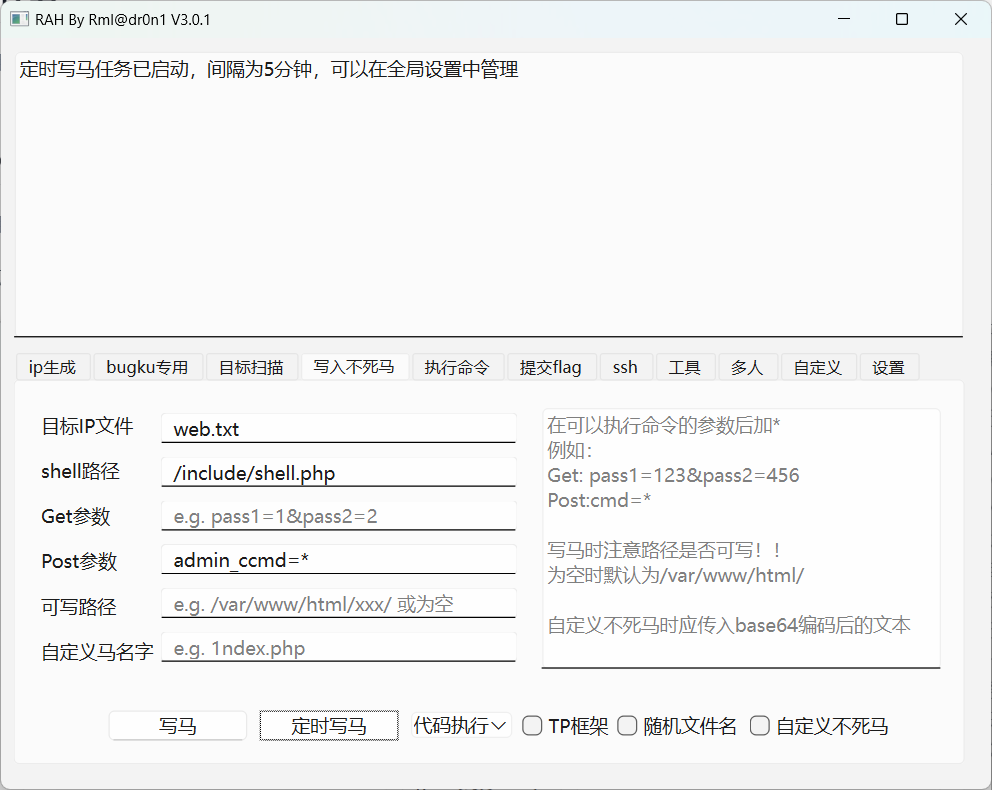 RAH By Rml@dr0n1 V3.0.1
定时写马任务已启动，间隔为5分钟，可以在全局设置中管理
ip生成 bugku专用 目标扫描 写入不死马 执行命令 提交flag ssh 工具 多人 自定义 设置
目标IP文件 web.txt
shell路径 /include/shell.php
Get参数 e.g. pass1=1&pass2=2
Post参数 admin_ccmd=*
可写路径 e.g. /var/www/html/xxx/ 或为空
自定义马名字 e.g. 1ndex.php
在可以执行命令的参数后加*
例如：
Get: pass1=123&pass2=456
Post:cmd=*
写马时注意路径是否可写！！
为空时默认为/var/www/html/
自定义不死马时应传入base64编码后的文本
写马 定时写马 代码执行 TP框架 随机文件名 自定义不死马